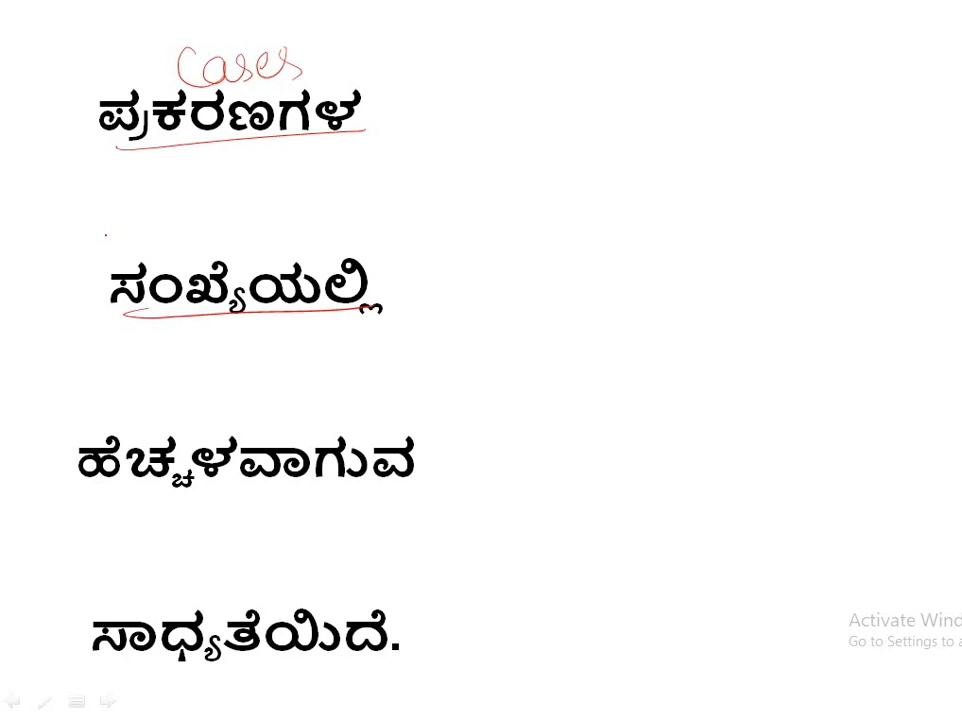 Cases
ಪ್ರಕರಣಗಳ
ಸಂಖ್ಯೆಯಲ್ಲಿ
ಹೆಚ್ಚಳವಾಗುವ
ಸಾಧ್ಯತೆಯಿದೆ.
Activate Wind
Go to Settings to a